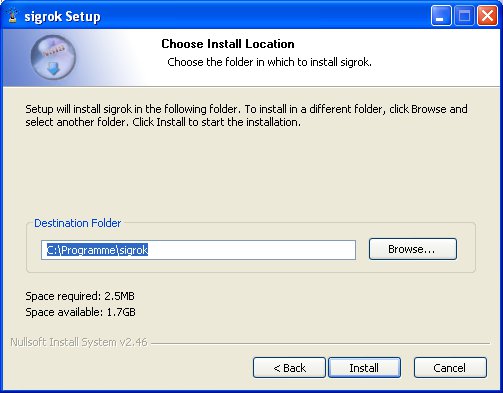 sigrok Setup
Choose Install Location
Choose the folder in which to install sigrok.
Setup will install sigrok in the following folder. To install in a different folder, click Browse and
select another folder. Click Install to start the installation.
Destination Folder
C:\Programme\sigrok
Browse...
Space required: 2.5MB
Space available: 1.7GB
Nullsoft Install System v2.46
< Back
Install
Cancel